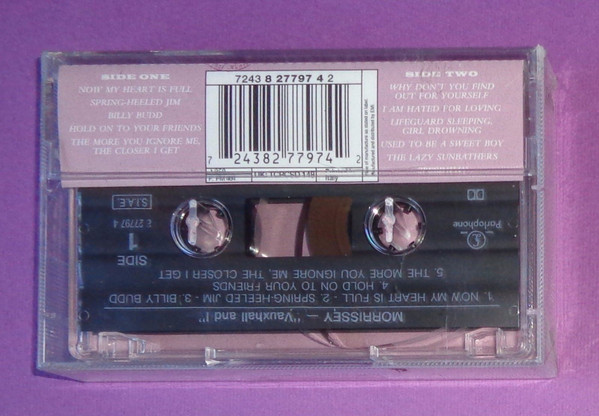 SIDE ONE
NOW MY HEART IS FULL
SPRING-HEELED JIM
BILLY BUDD
HOLD ON TO YOUR FRIENDS
THE MORE YOU IGNORE ME,
THE CLOSER I GET
7243 8 27797 4 2
7 24382 77974 2
Italy
SIDE TWO
WHY DON'T YOU FIND
OUT FOR YOURSELF
I AM HATED FOR LOVING
LIFEGUARD SLEEPING,
GIRL DROWNING
USED TO BE A SWEET BOY
THE LAZY SUNBATHERS
MORRISSEY — "Vauxhall and I"
1. NOW MY HEART IS FULL - 2. SPRING-HEELED JIM - 3. BILLY BUDD
4. HOLD ON TO YOUR FRIENDS
5. THE MORE YOU IGNORE ME, THE CLOSER I GET
SIDE
1
8 27797 4
S.I.A.E.
Parlophone